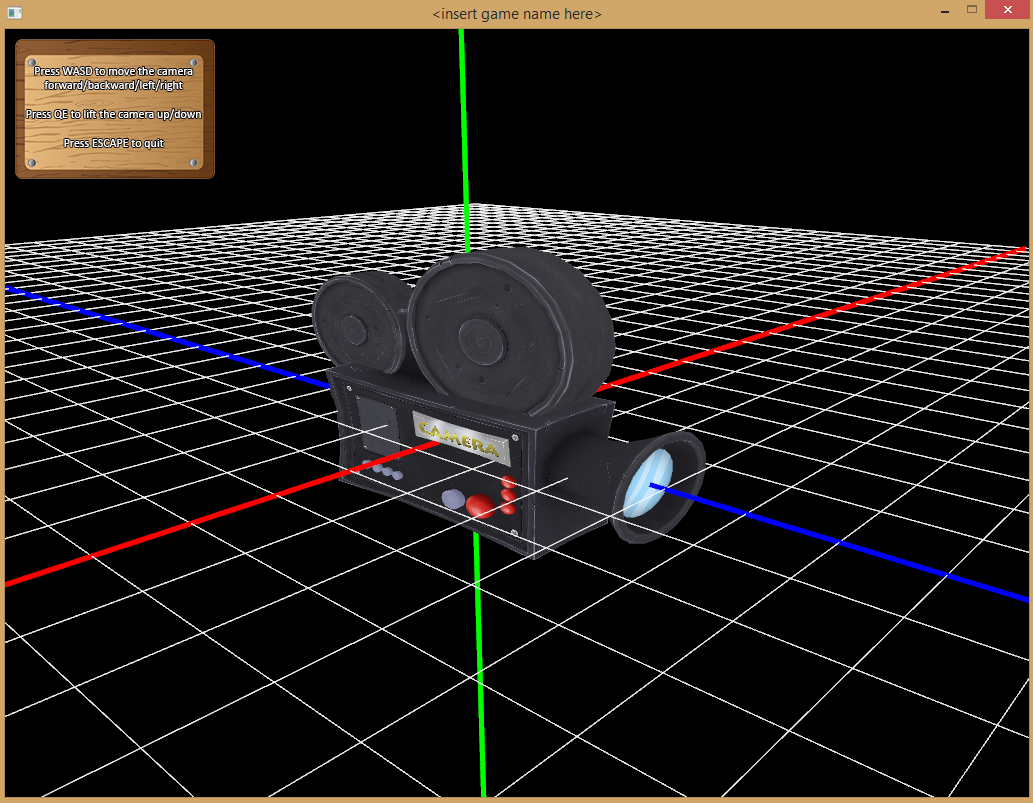 <insert game name here>
Press WASD to move the camera
forward/backward/left/right
Press QE to lift the camera up/down
Press ESCAPE to quit
CAMERA